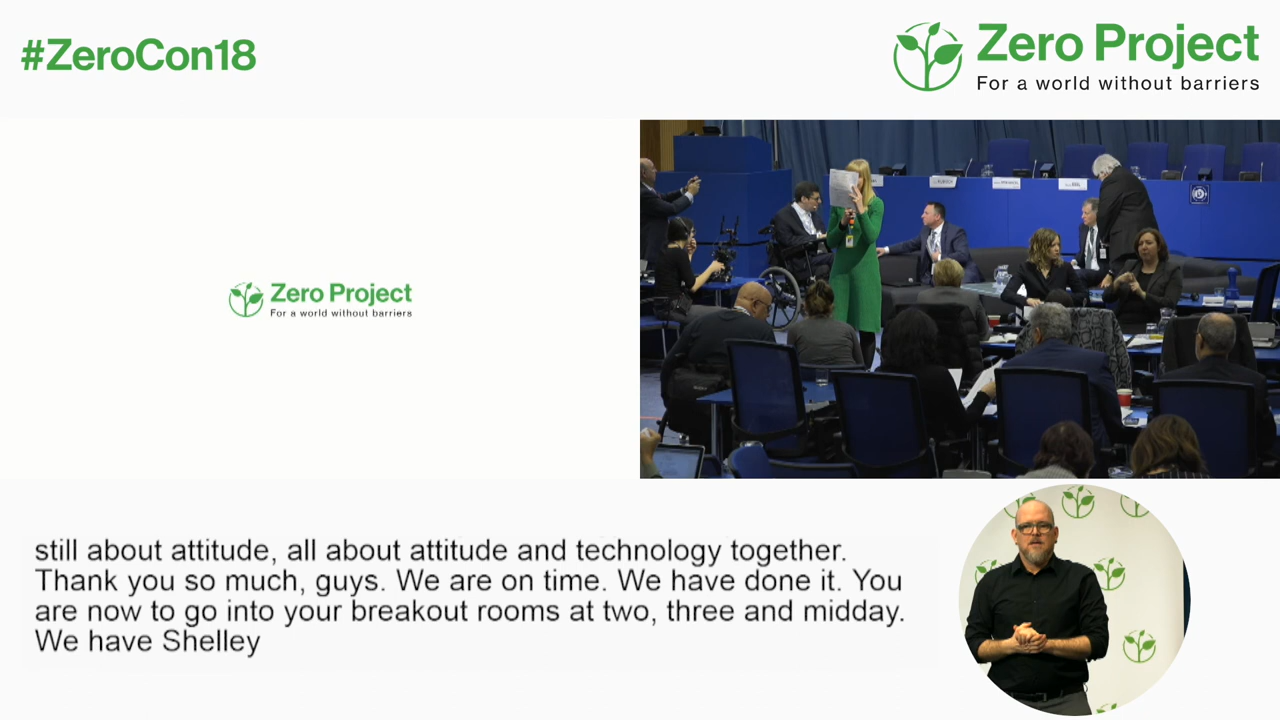 #ZeroCon18
Zero Project
For a world without barriers
Zero Project
For a world without barriers
still about attitude, all about attitude and technology together.
Thank you so much, guys. We are on time. We have done it. You
are now to go into your breakout rooms at two, three and midday.
We have Shelley